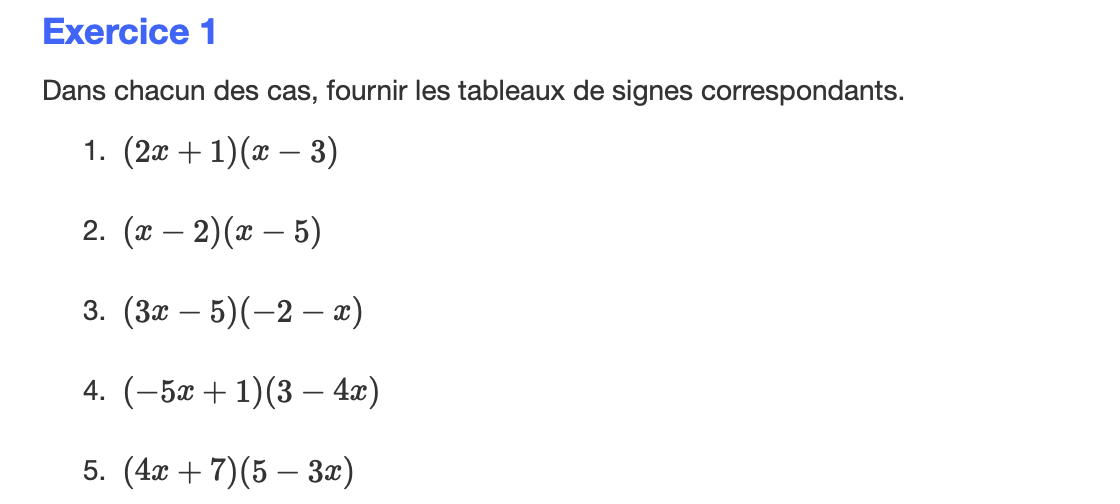 Exercice 1
Dans chacun des cas, fournir les tableaux de signes correspondants.
1. (2x + 1)(x − 3)
2. (x − 2)(x − 5)
3. (3x − 5)(−2 − x)
4. (−5x + 1)(3 − 4x)
5. (4x + 7)(5 − 3x)